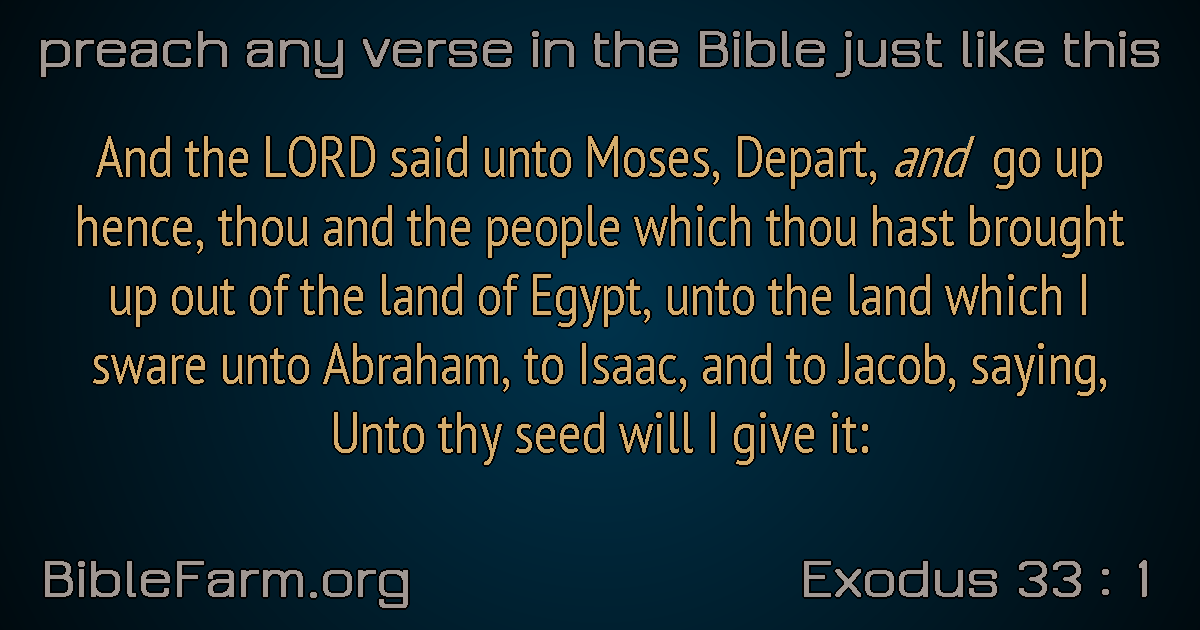 preach any verse in the Bible just like this
And the LORD said unto Moses, Depart, and go up
hence, thou and the people which thou hast brought
up out of the land of Egypt, unto the land which I
sware unto Abraham, to Isaac, and to Jacob, saying,
Unto thy seed will I give it:
BibleFarm.org
Exodus 33 : 1